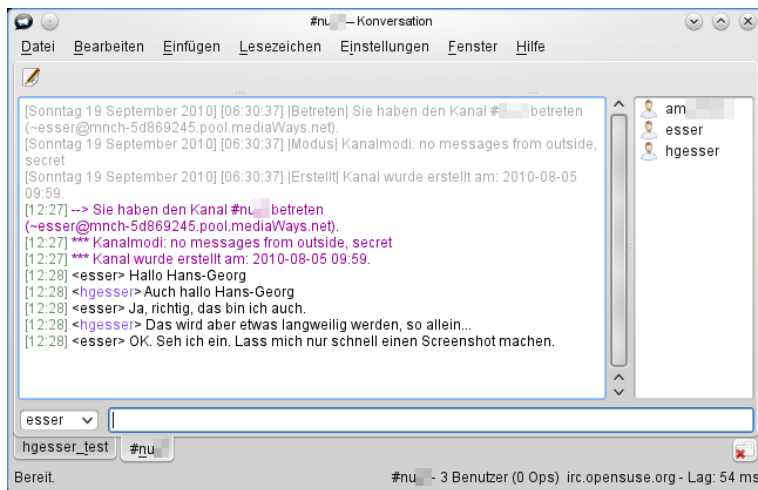 #nu – Konversation
Datei Bearbeiten Einfügen Lesezeichen Einstellungen Fenster Hilfe
[Sonntag 19 September 2010] [06:30:37] |Betreten| Sie haben den Kanal # betreten
(~esser@mnch-5d869245.pool.mediaWays.net).
[Sonntag 19 September 2010] [06:30:37] |Modus| Kanalmodi: no messages from outside,
secret
[Sonntag 19 September 2010] [06:30:37] |Erstellt| Kanal wurde erstellt am: 2010-08-05
09:59.
[12:27] --> Sie haben den Kanal #nu betreten
(~esser@mnch-5d869245.pool.mediaWays.net).
[12:27] *** Kanalmodi: no messages from outside, secret
[12:27] *** Kanal wurde erstellt am: 2010-08-05 09:59.
[12:28] <esser> Hallo Hans-Georg
[12:28] <hgesser> Auch hallo Hans-Georg
[12:28] <esser> Ja, richtig, das bin ich auch.
[12:28] <hgesser> Das wird aber etwas langweilig werden, so allein...
[12:28] <esser> OK. Seh ich ein. Lass mich nur schnell einen Screenshot machen.
am
esser
hgesser
esser
hgesser_test #nu
Bereit. #nu - 3 Benutzer (0 Ops) irc.opensuse.org - Lag: 54 ms